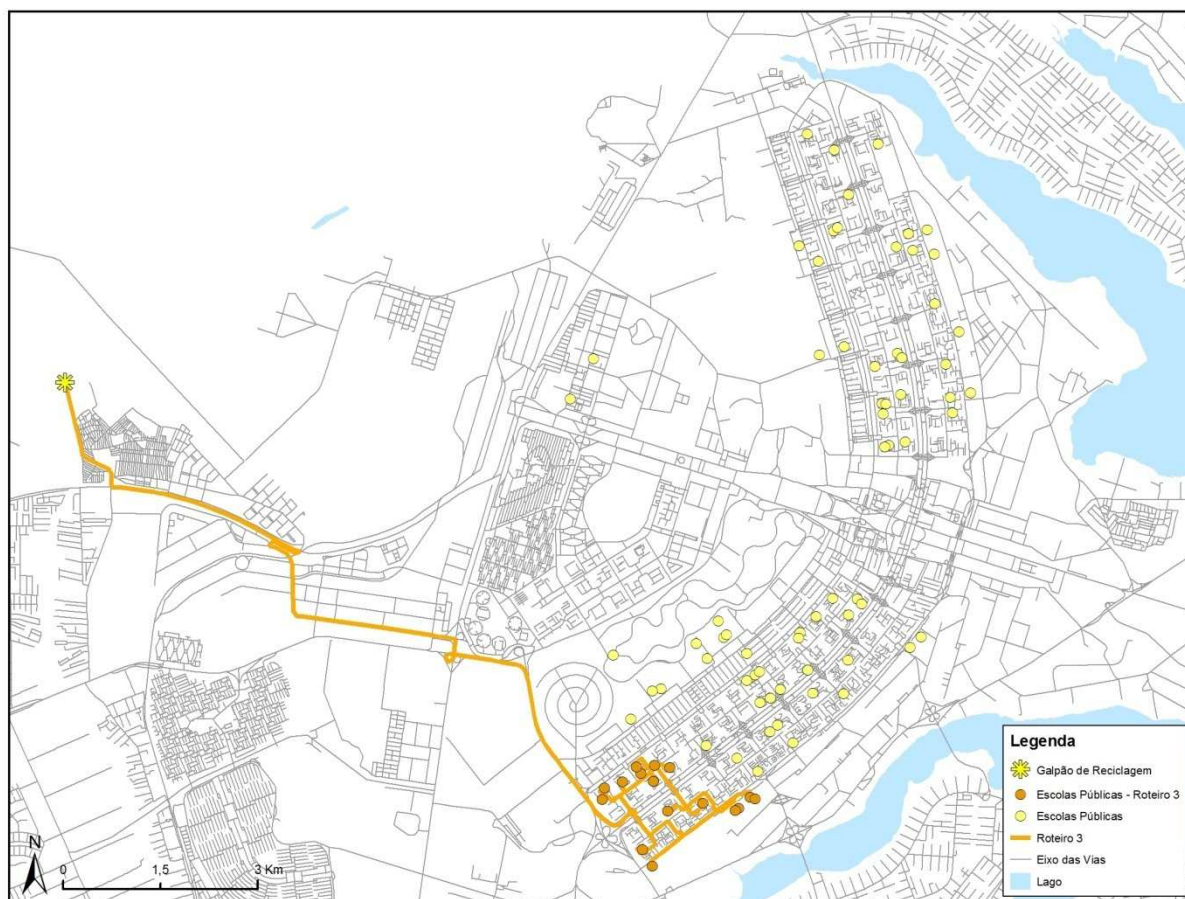 Legenda
Galpão de Reciclagem
Escolas Públicas - Roteiro 3
Escolas Públicas
Roteiro 3
Eixo das Vias
Lago
N
0 1,5 3 Km